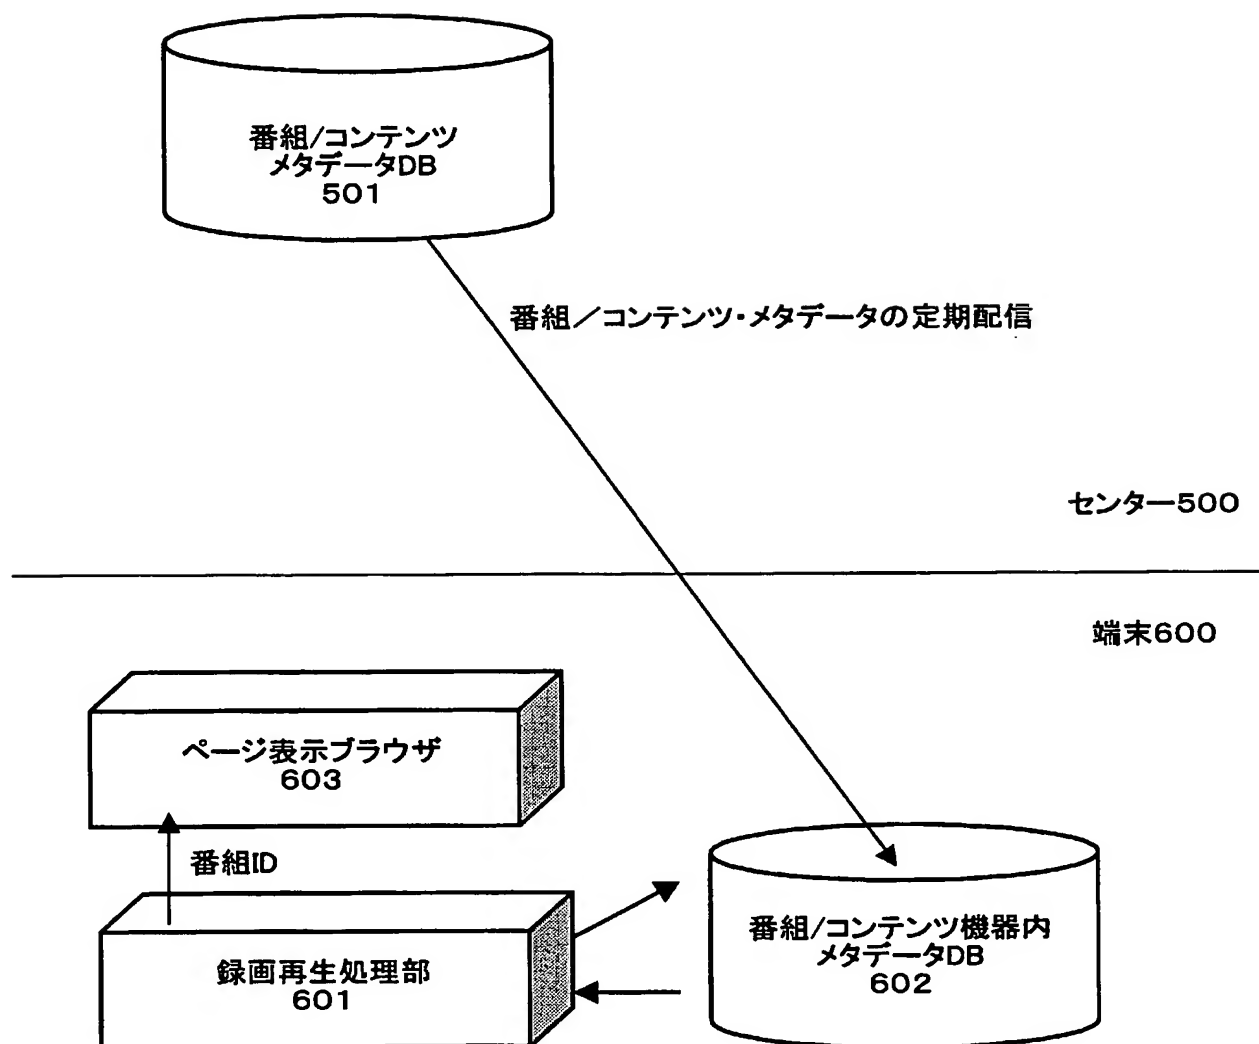 番組/コンテンツ
メタデータDB
501
番組／コンテンツ・メタデータの定期配信
センター500
端末600
ページ表示ブラウザ
603
番組ID
録画再生処理部
601
番組/コンテンツ機器内
メタデータDB
602